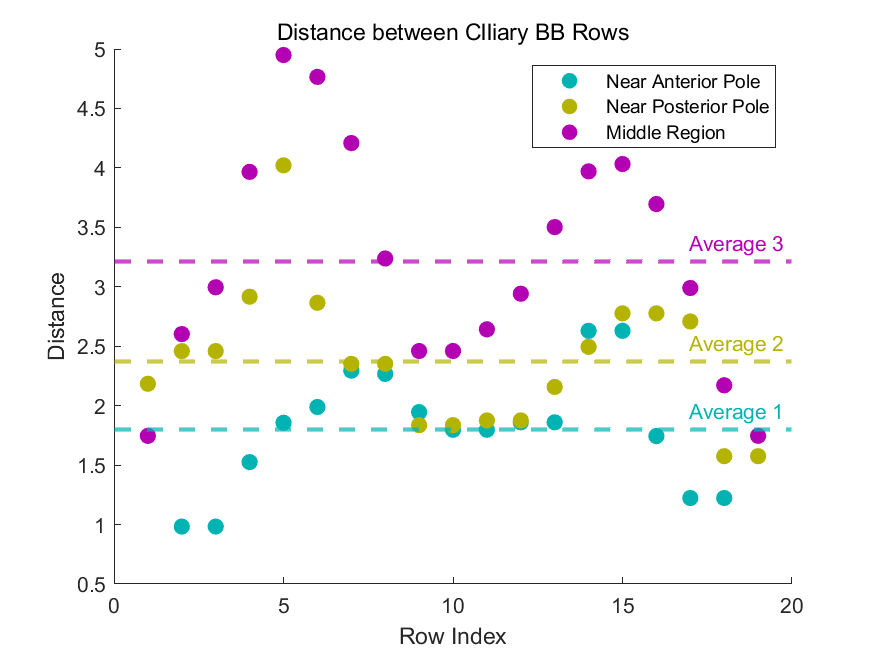 Distance between CIliary BB Rows
5
4.5
4
3.5
3
2.5
2
1.5
1
0.5
Distance
Near Anterior Pole
Near Posterior Pole
Middle Region
Average 3
Average 2
Average 1
0 5 10 15 20
Row Index